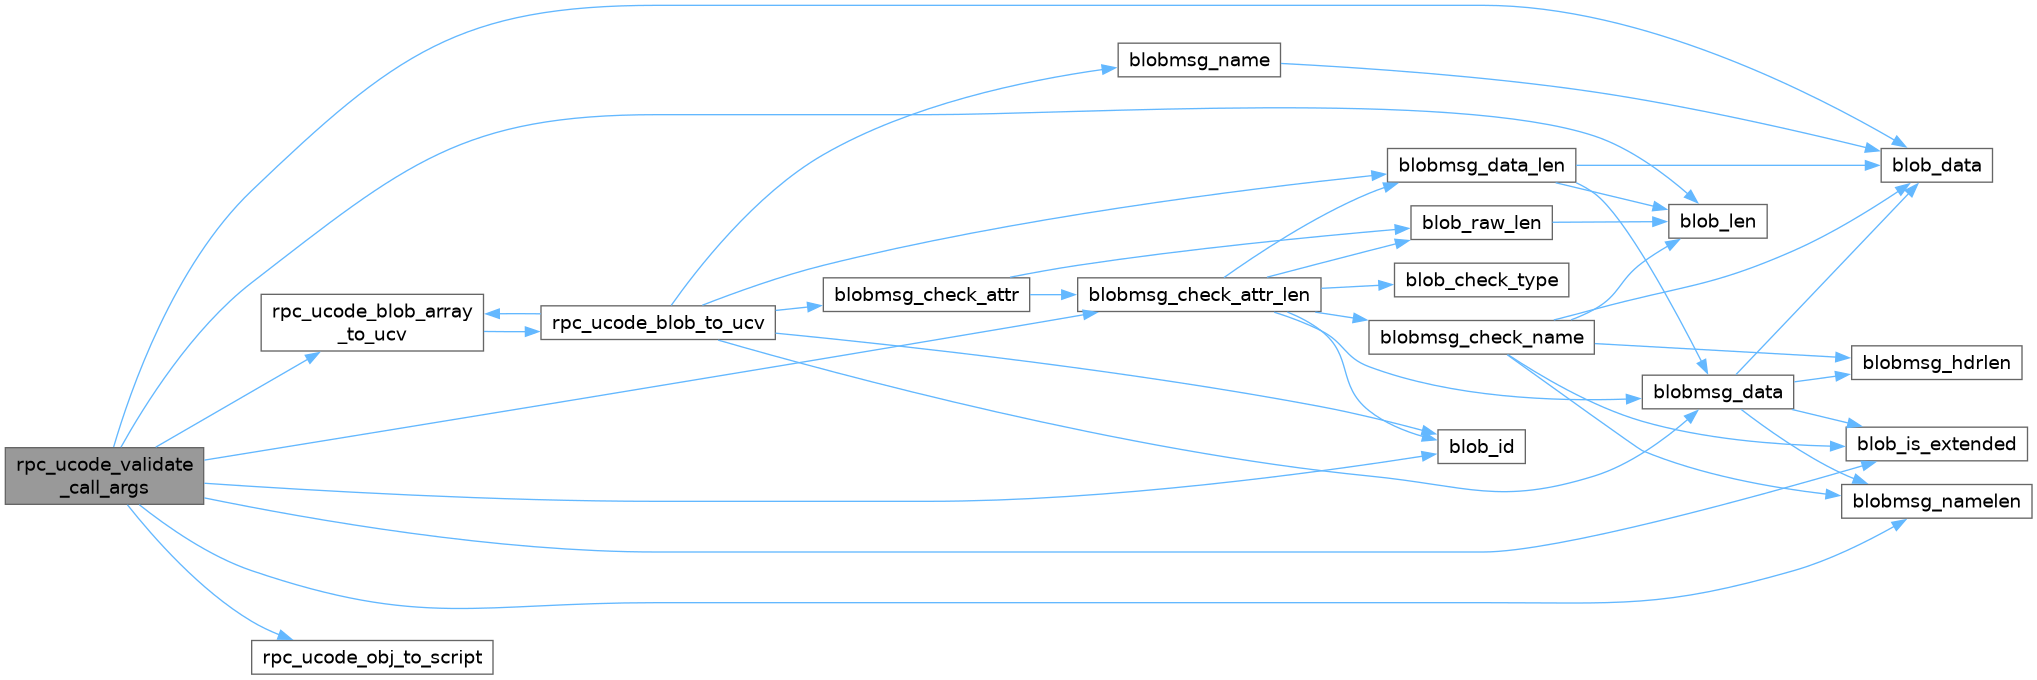 rpc_ucode_validate
_call_args
rpc_ucode_blob_array
_to_ucv
rpc_ucode_obj_to_script
rpc_ucode_blob_to_ucv
blobmsg_check_attr
blobmsg_name
blobmsg_check_attr_len
blobmsg_data_len
blob_raw_len
blob_check_type
blobmsg_check_name
blob_id
blob_len
blobmsg_data
blob_data
blobmsg_hdrlen
blob_is_extended
blobmsg_namelen